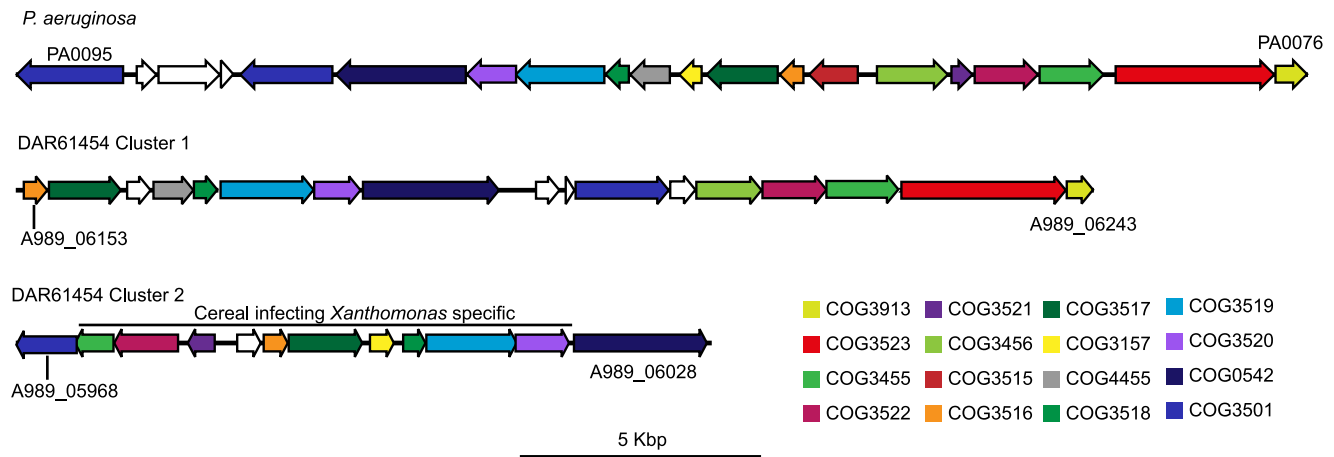 P. aeruginosa
PA0095
PA0076
DAR61454 Cluster 1
A989_06153
A989_06243
DAR61454 Cluster 2
Cereal infecting Xanthomonas specific
A989_05968
A989_06028
5 Kbp
COG3913 COG3521 COG3517 COG3519
COG3523 COG3456 COG3157 COG3520
COG3455 COG3515 COG4455 COG0542
COG3522 COG3516 COG3518 COG3501